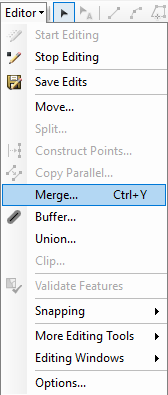 Editor
Start Editing
Stop Editing
Save Edits
Move...
Split...
Construct Points...
Copy Parallel...
Merge... Ctrl+Y
Buffer...
Union...
Clip...
Validate Features
Snapping
More Editing Tools
Editing Windows
Options...